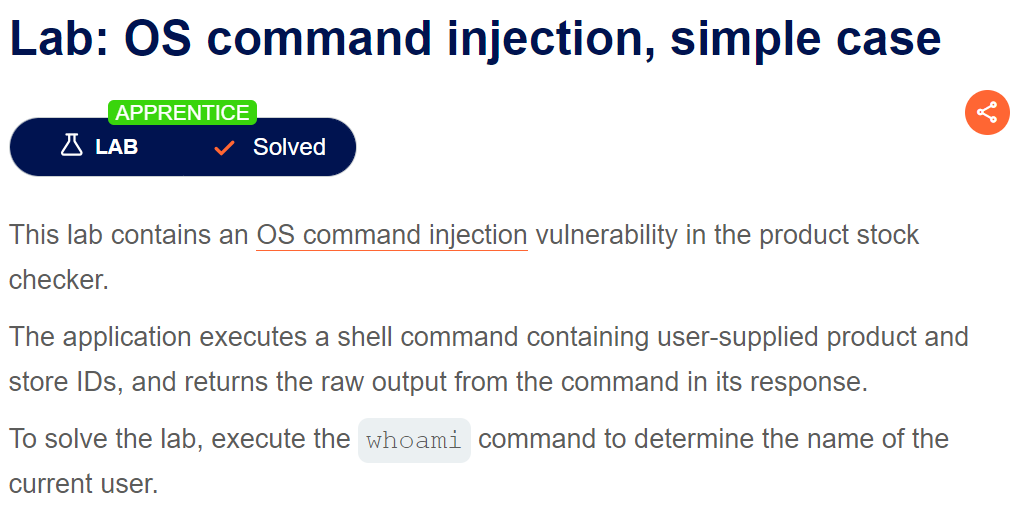 Lab: OS command injection, simple case
APPRENTICE
LAB Solved
This lab contains an OS command injection vulnerability in the product stock
checker.
The application executes a shell command containing user-supplied product and
store IDs, and returns the raw output from the command in its response.
To solve the lab, execute the whoami command to determine the name of the
current user.